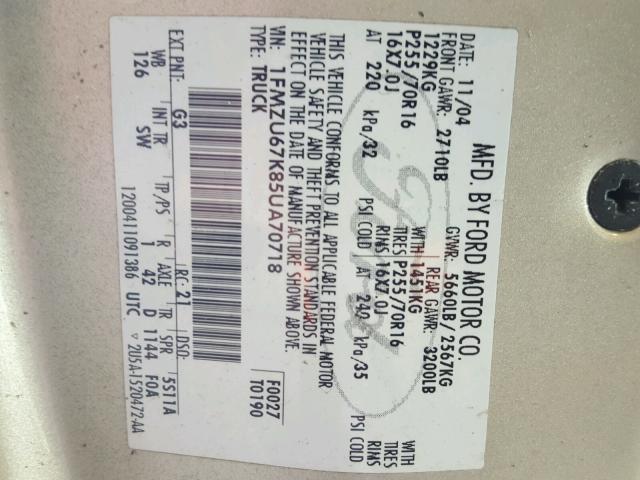 MFD. BY FORD MOTOR CO.
DATE: 11/04 GVWR: 5660LB/2567KG
FRONT GAWR: 2710LB REAR GAWR: 3200LB
1229KG WITH 1451KG WITH
P255/70R16 TIRES P255/70R16 TIRES
16X7.0J RIMS 16X7.0J RIMS
AT 220 kPa/32 PSI COLD AT 240 kPa/35 PSI COLD
THIS VEHICLE CONFORMS TO ALL APPLICABLE FEDERAL MOTOR
VEHICLE SAFETY AND THEFT PREVENTION STANDARDS IN
EFFECT ON THE DATE OF MANUFACTURE SHOWN ABOVE.
VIN: 1FMZU67K85UA70718 F0027
TYPE: TRUCK T0190
EXT PNT: G3 RC: 21 DSO:
WB INT TR TP/PS R AXLE TR SPR 5S11A
126 SW 1 42 D 1144 F0A
1200411091386 UTC ▽ 2U5A-1520472-AA